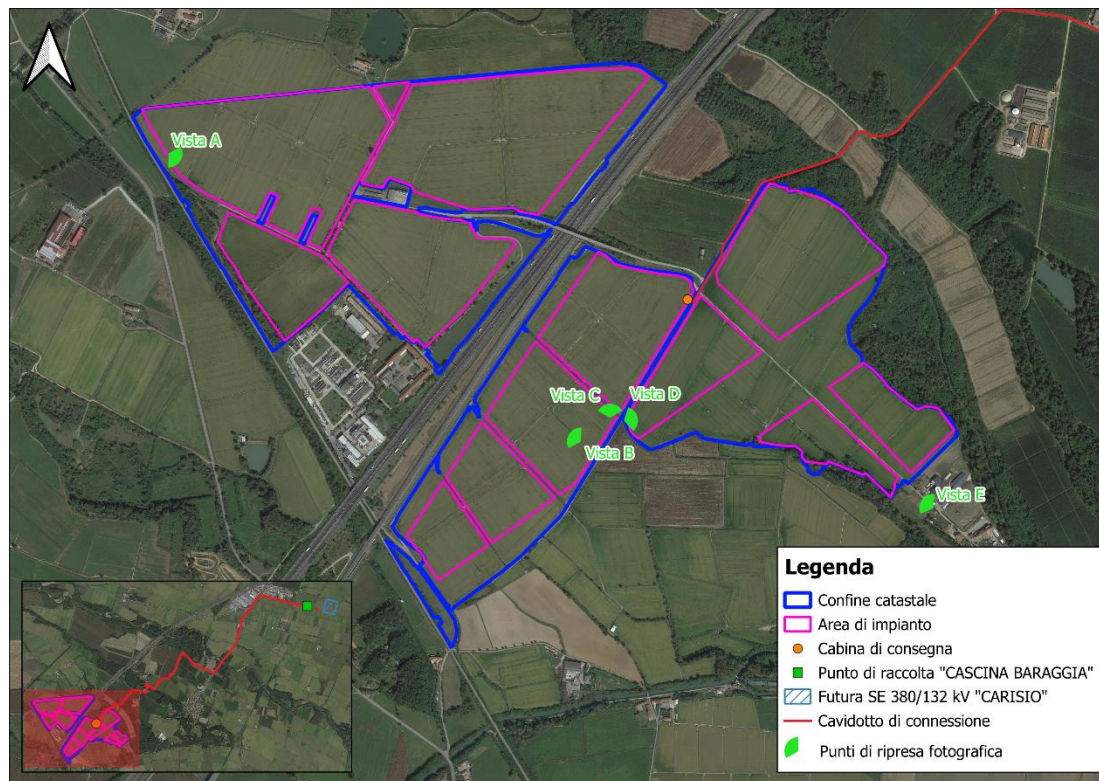 Vista A
Vista C
Vista D
Vista B
Vista E
Legenda
Confine catastale
Area di impianto
Cabina di consegna
Punto di raccolta "CASCINA BARAGGIA"
Futura SE 380/132 kV "CARISIO"
Cavidotto di connessione
Punti di ripresa fotografica